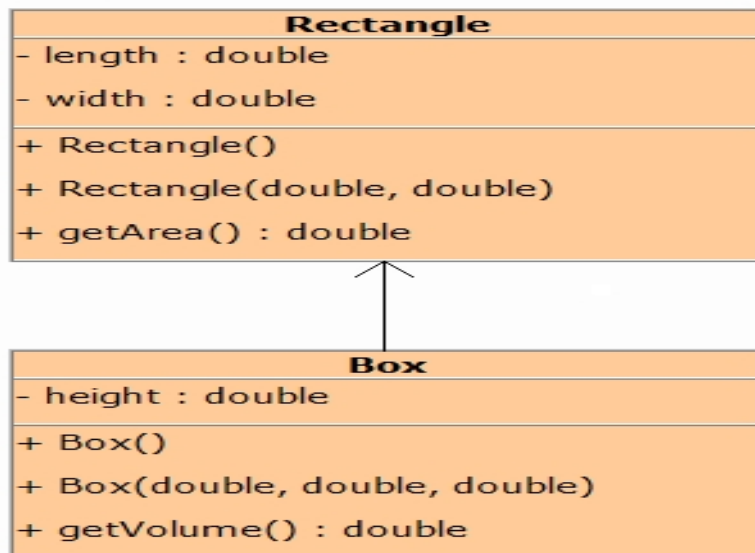 Rectangle
- length : double
- width : double
+ Rectangle()
+ Rectangle(double, double)
+ getArea() : double
Box
- height : double
+ Box()
+ Box(double, double, double)
+ getVolume() : double